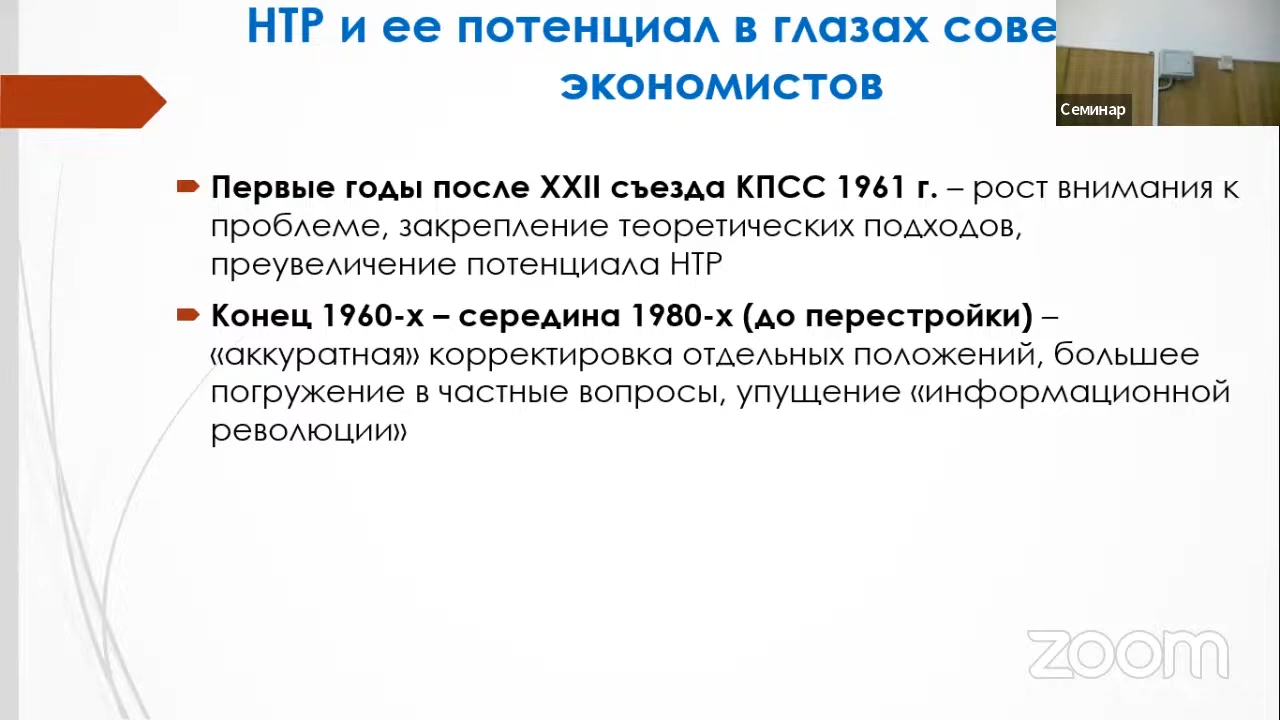 НТР и ее потенциал в глазах сове
экономистов
Семинар
Первые годы после XXII съезда КПСС 1961 г. – рост внимания к
проблеме, закрепление теоретических подходов,
преувеличение потенциала НТР
Конец 1960-х – середина 1980-х (до перестройки) –
«аккуратная» корректировка отдельных положений, большее
погружение в частные вопросы, упущение «информационной
революции»
zoom